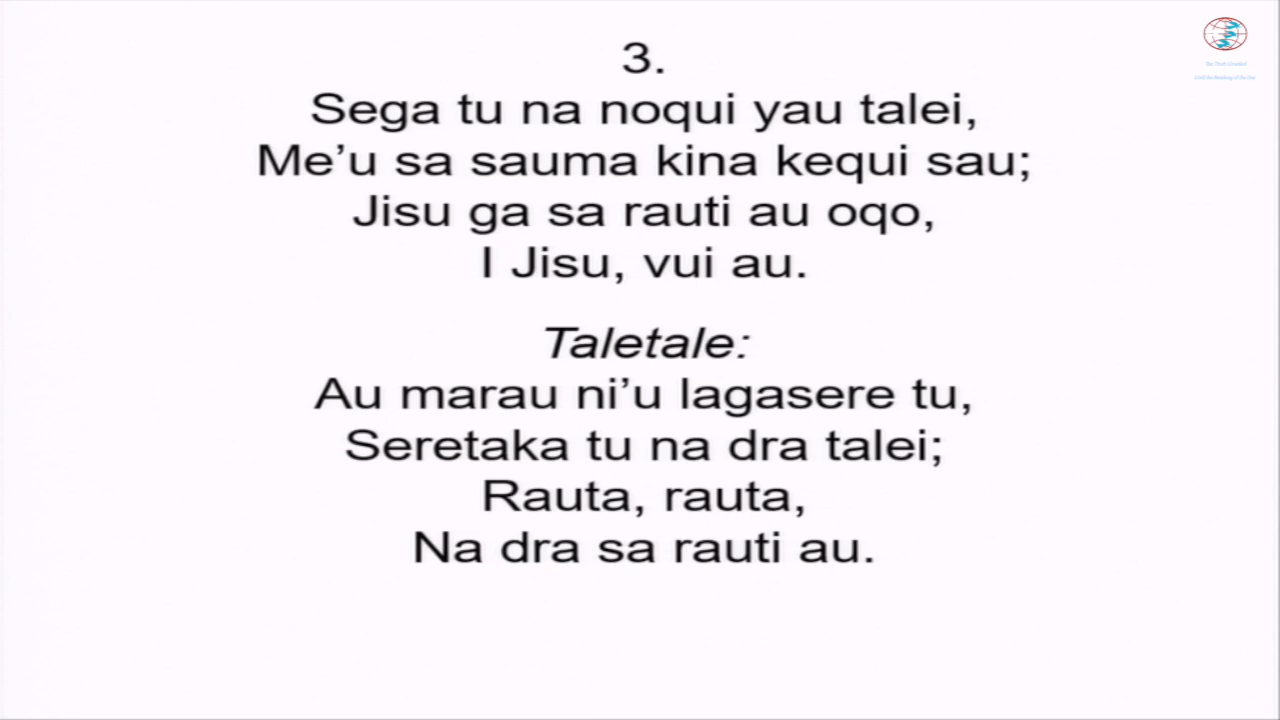 3.
Sega tu na noqui yau talei,
Me’u sa sauma kina kequi sau;
Jisu ga sa rauti au oqo,
I Jisu, vui au.
Taletale:
Au marau ni’u lagasere tu,
Seretaka tu na dra talei;
Rauta, rauta,
Na dra sa rauti au.